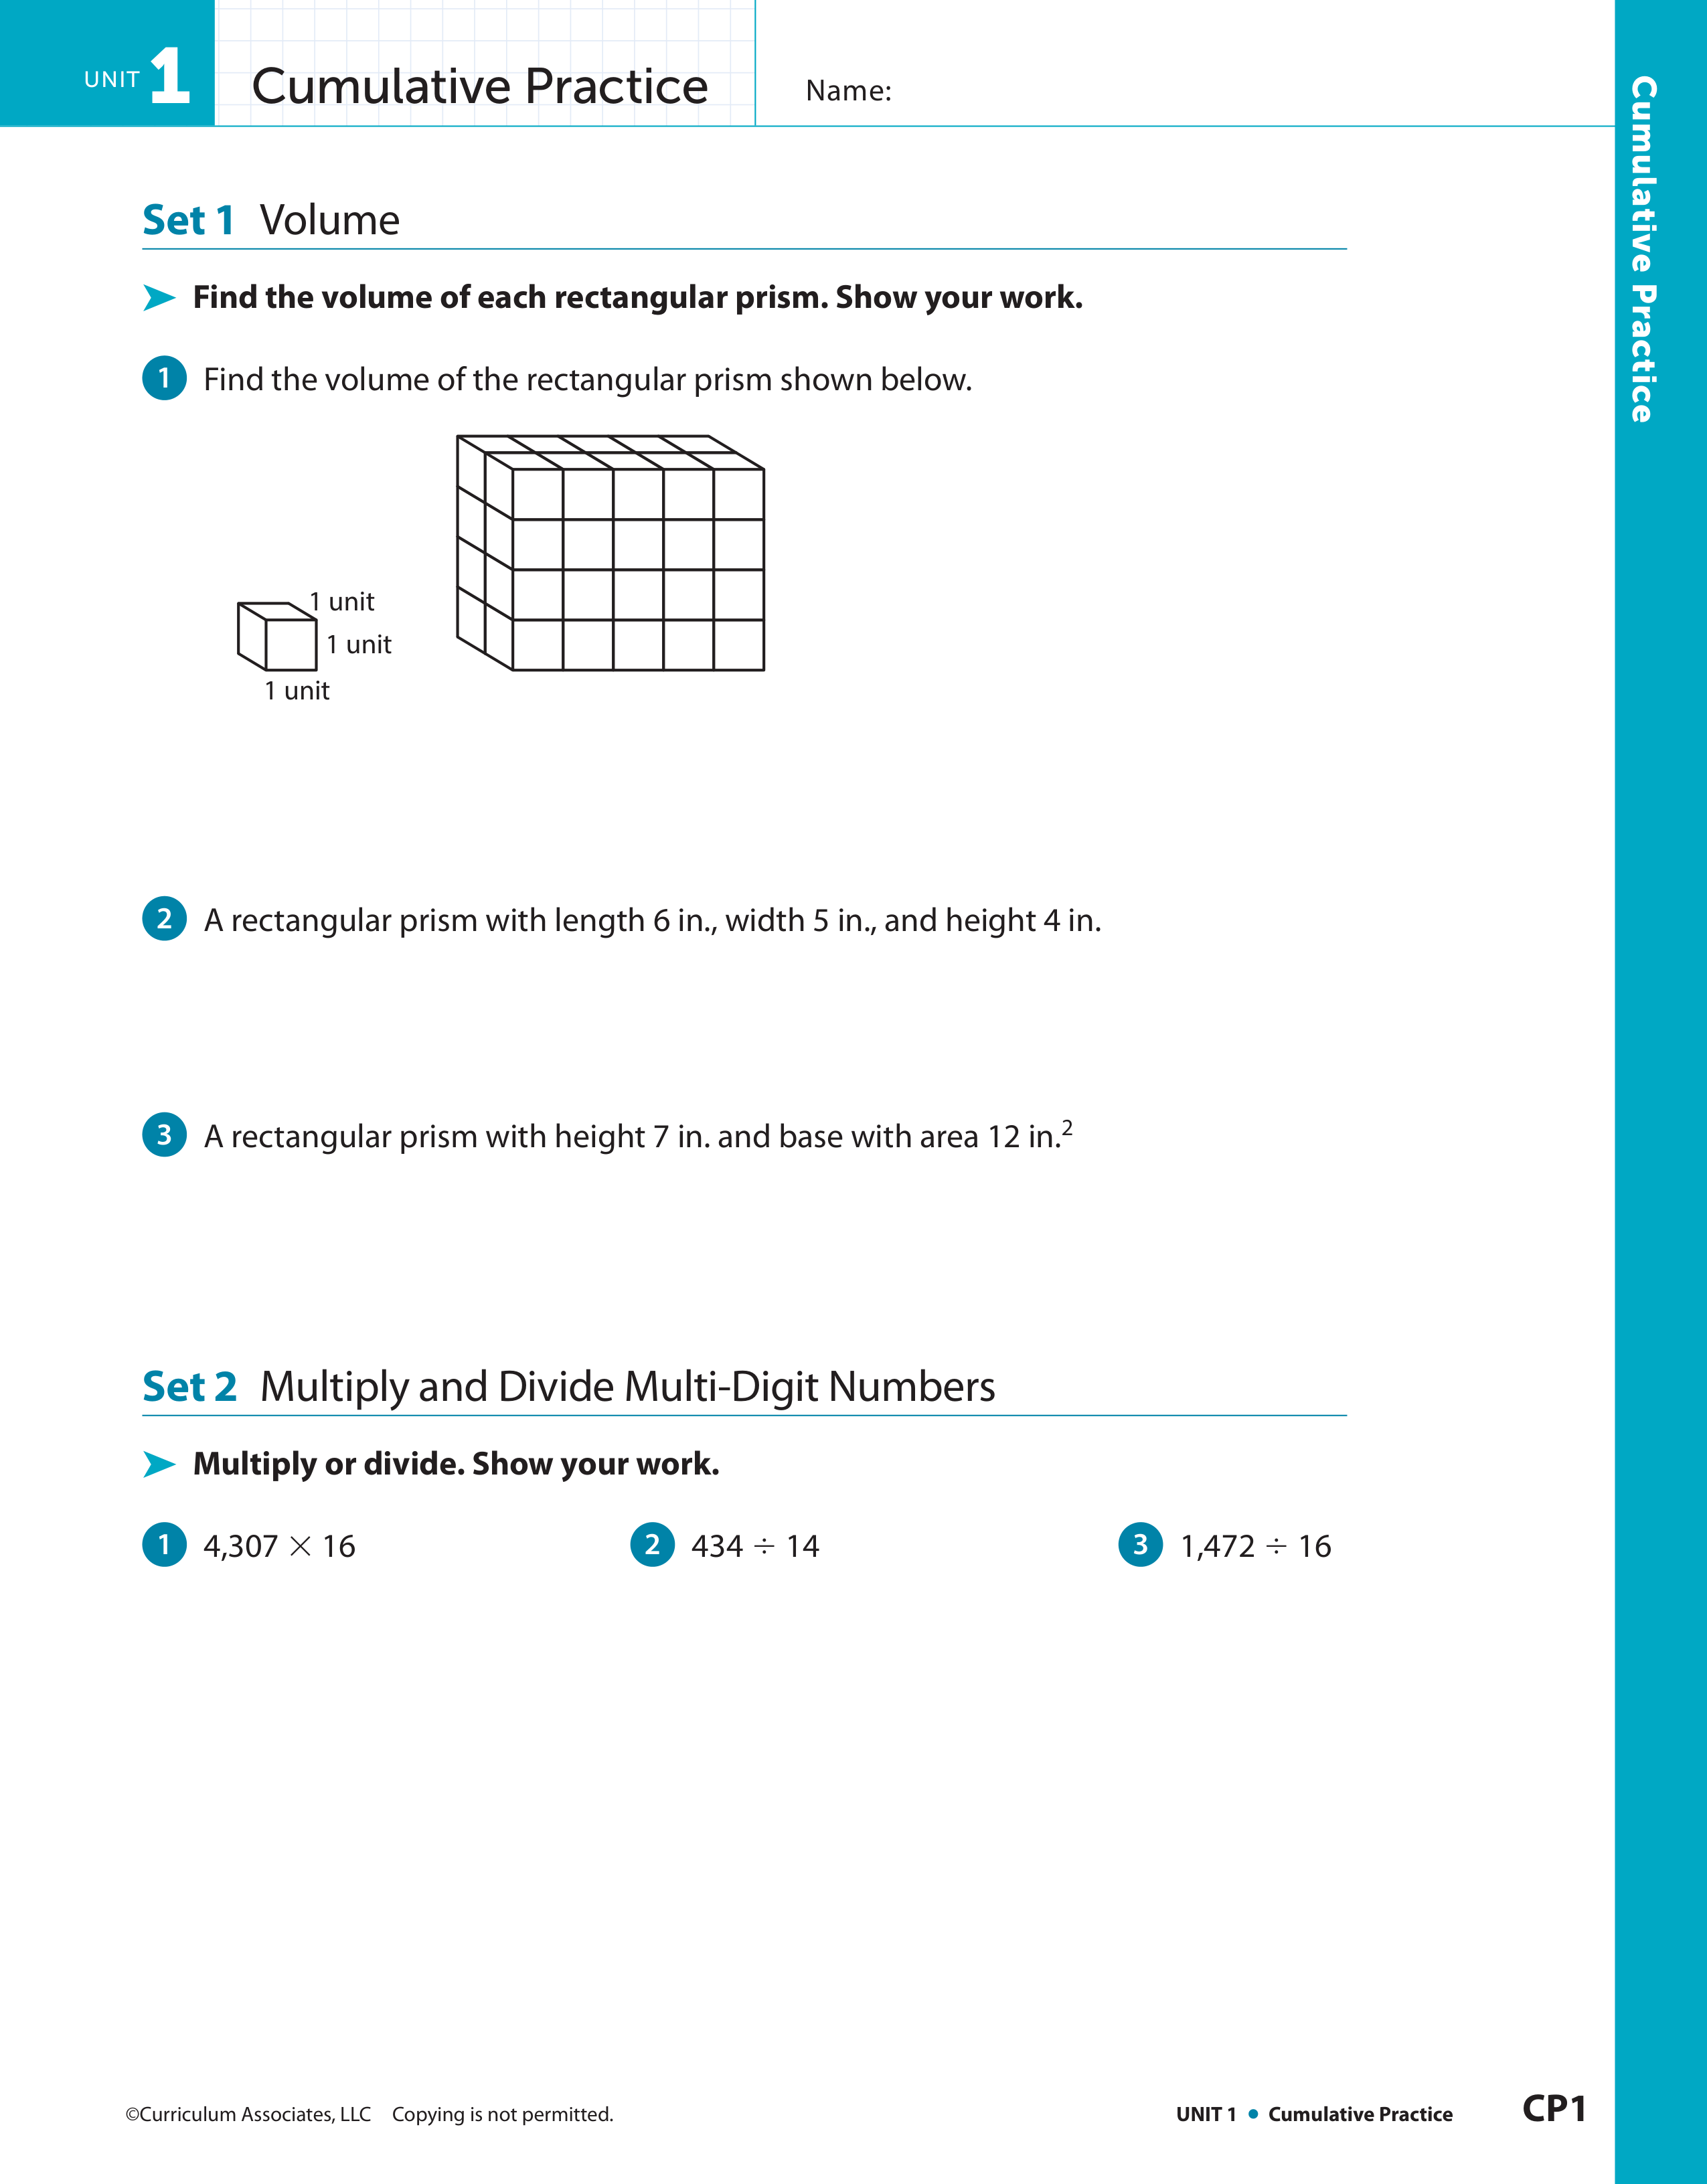 UNIT 1 Cumulative Practice Name:
Cumulative Practice
Set 1 Volume
Find the volume of each rectangular prism. Show your work.
1 Find the volume of the rectangular prism shown below.
1 unit
1 unit
1 unit
2 A rectangular prism with length 6 in., width 5 in., and height 4 in.
3 A rectangular prism with height 7 in. and base with area 12 in.²
Set 2 Multiply and Divide Multi-Digit Numbers
Multiply or divide. Show your work.
1 4,307 × 16 2 434 ÷ 14 3 1,472 ÷ 16
©Curriculum Associates, LLC Copying is not permitted. UNIT 1 • Cumulative Practice CP1